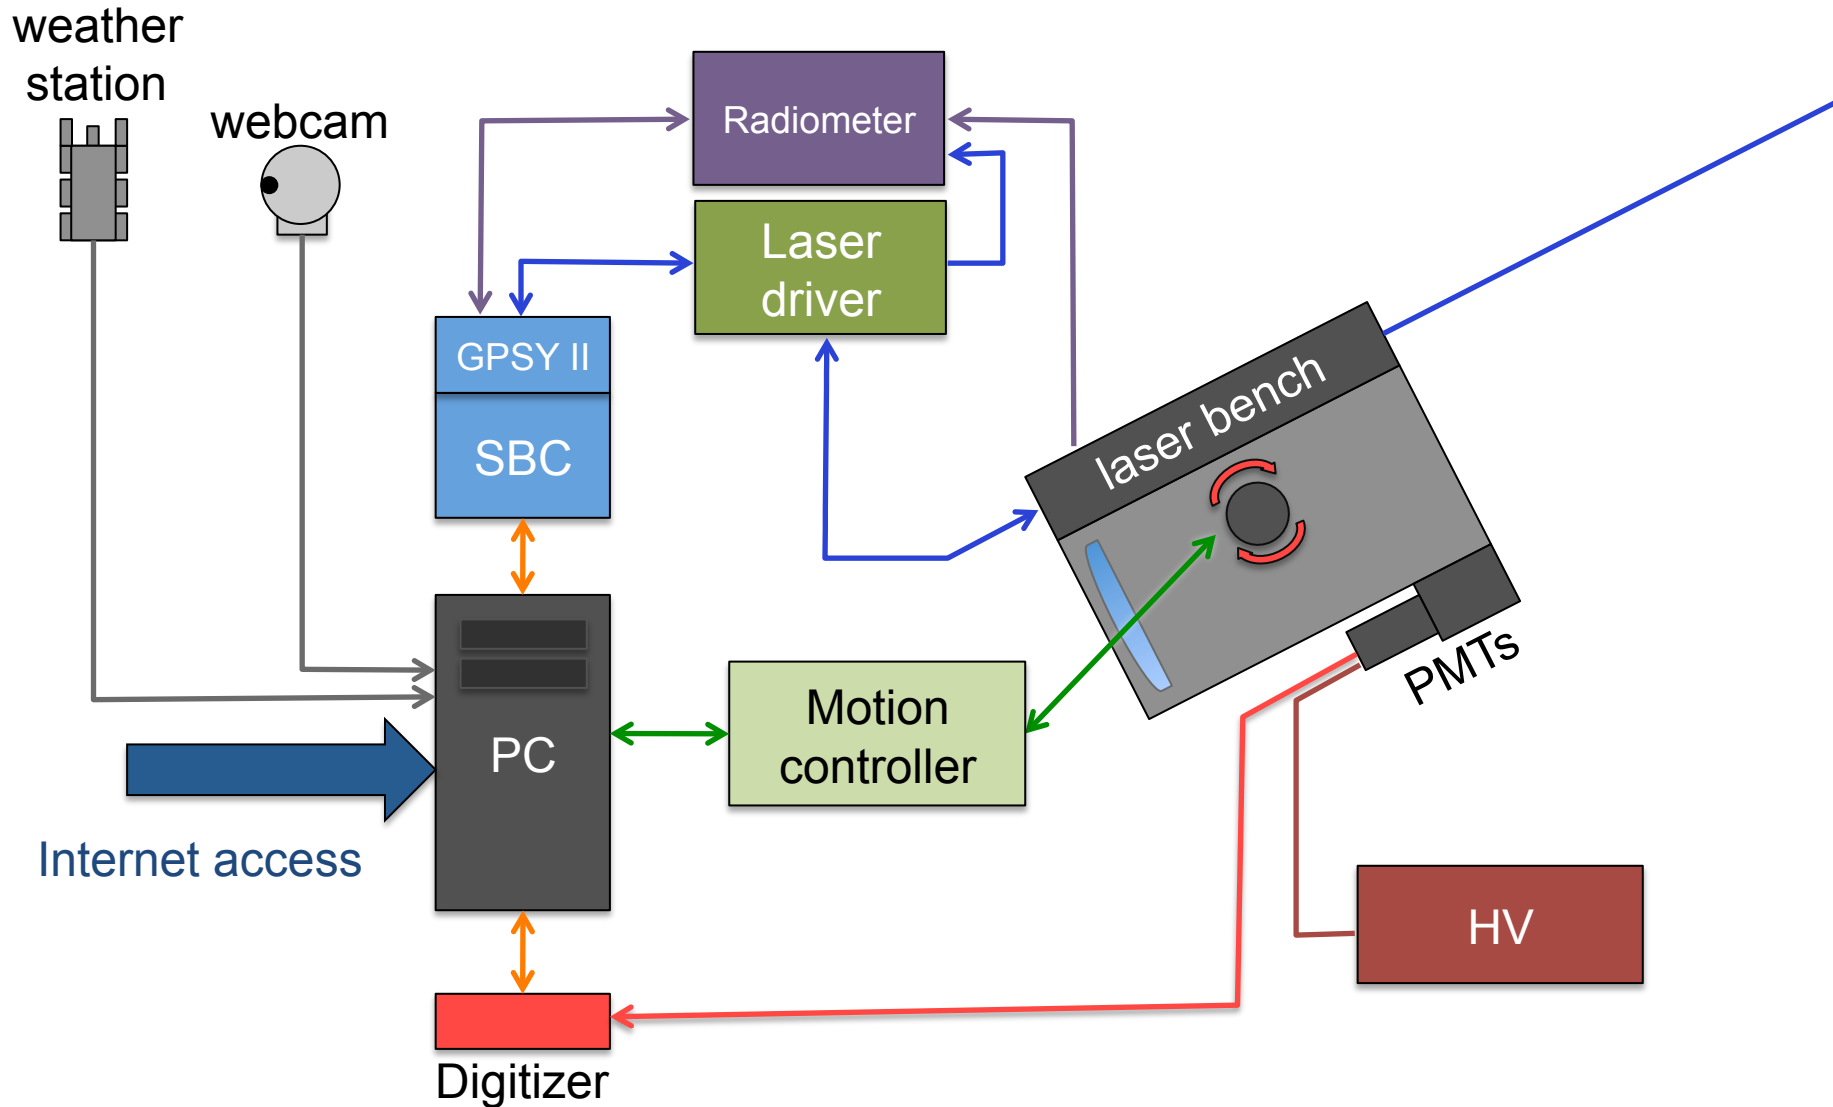 weather
station
webcam
Radiometer
Laser
driver
GPSY II
SBC
laser bench
PMTs
Motion
controller
PC
Internet access
HV
Digitizer